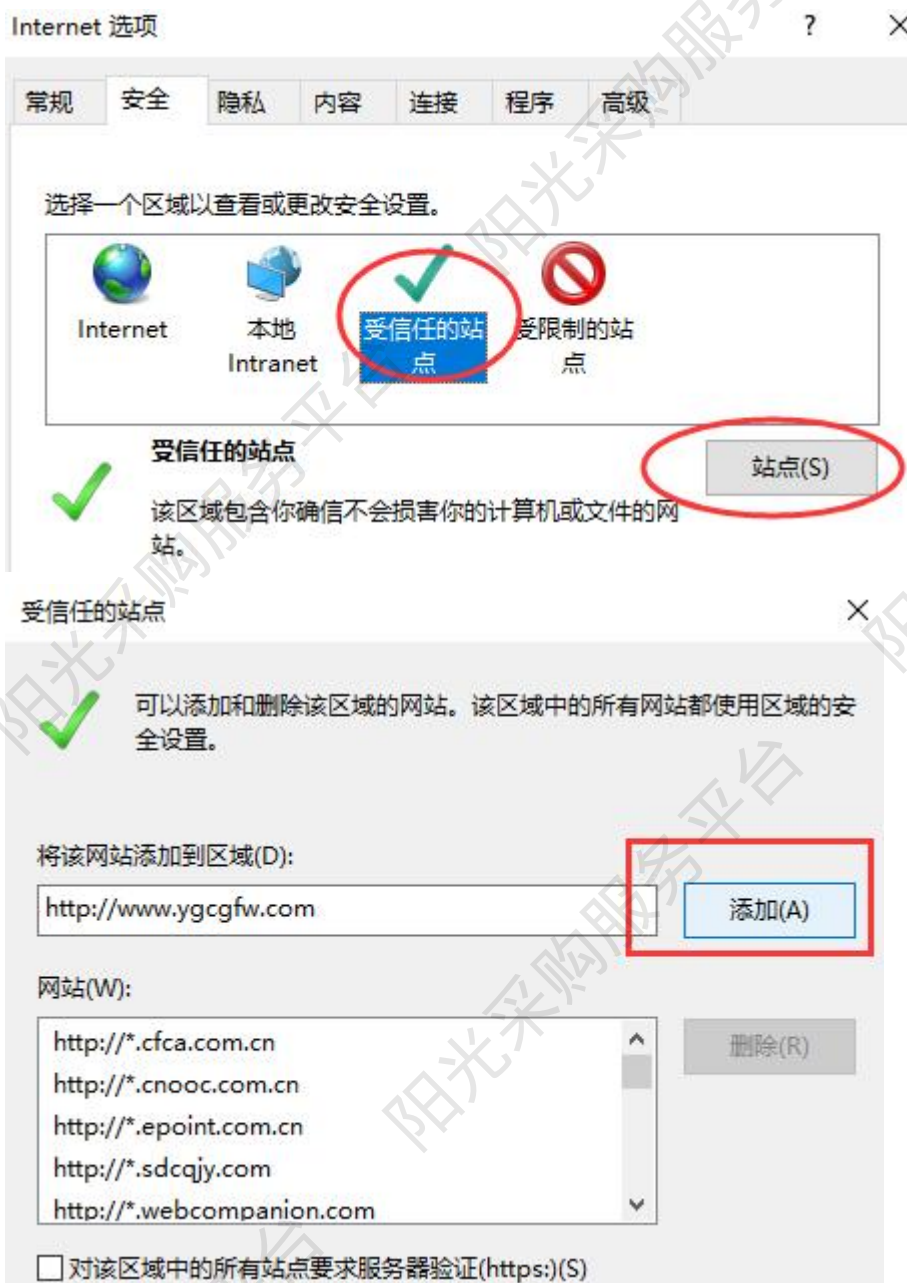 Internet 选项
常规 安全 隐私 内容 连接 程序 高级
选择一个区域以查看或更改安全设置。
Internet 本地 受信任的站 受限制的站
Intranet 点 点
受信任的站点
站点(S)
该区域包含你确信不会损害你的计算机或文件的网
站。
受信任的站点
可以添加和删除该区域的网站。该区域中的所有网站都使用区域的安
全设置。
将该网站添加到区域(D):
http://www.ygcgfw.com
添加(A)
网站(W):
http://*.cfca.com.cn
删除(R)
http://*.cnooc.com.cn
http://*.epoint.com.cn
http://*.sdcqjy.com
http://*.webcompanion.com
对该区域中的所有站点要求服务器验证(https:)(S)
阳光采购服务平台